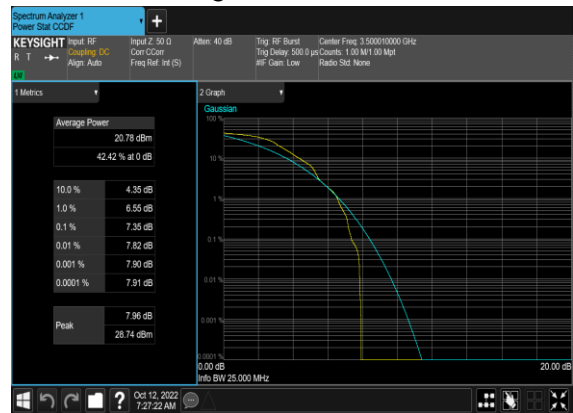 Spectrum Analyzer 1
Power Stat CCDF
KEYSIGHT
R T
Input: RF
Coupling: DC
Align: Auto
Input Z: 50 Ω
Corr CCorr
Freq Ref: Int (S)
Atten: 40 dB
Trig: RF Burst
Trig Delay: 500.0 µs
#IF Gain: Low
Center Freq: 3.500010000 GHz
Counts: 1.00 M/1.00 Mpt
Radio Std: None
1 Metrics
Average Power
20.78 dBm
42.42 % at 0 dB
10.0 % 4.35 dB
1.0 % 6.55 dB
0.1 % 7.35 dB
0.01 % 7.82 dB
0.001 % 7.90 dB
0.0001 % 7.91 dB
Peak
7.96 dB
28.74 dBm
2 Graph
Gaussian
100 %
10 %
1 %
0.1 %
0.01 %
0.001 %
0.0001 %
0.00 dB 20.00 dB
Info BW 25.000 MHz
Oct 12, 2022
7:27:22 AM